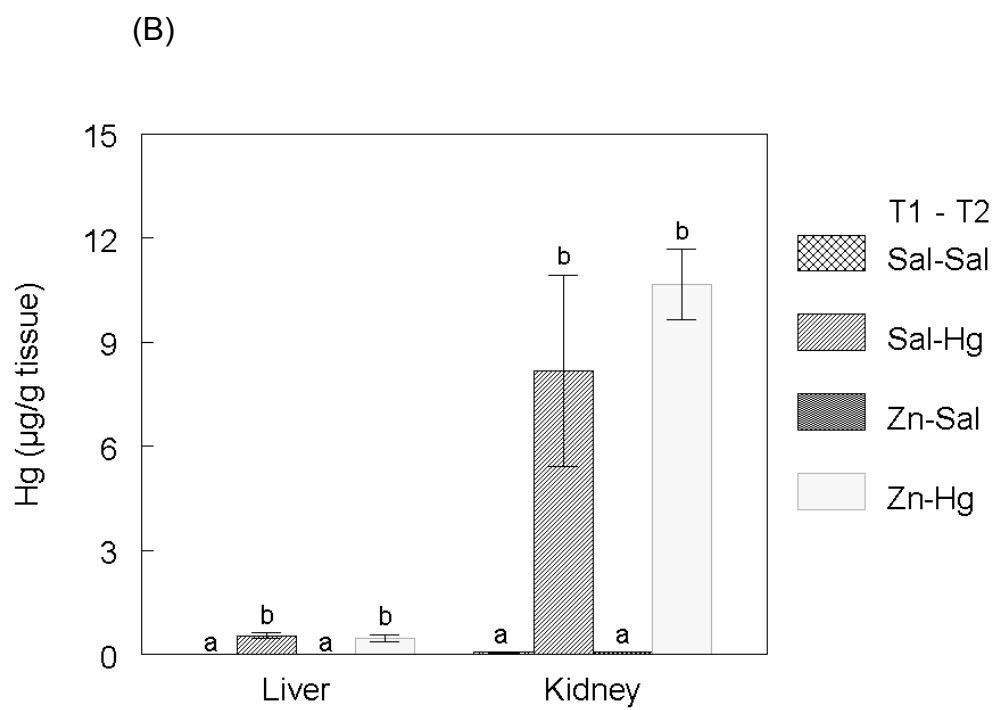 (B)
15
12
9
6
3
0
Hg (µg/g tissue)
a
b
a
b
a
b
a
b
Liver
Kidney
T1 - T2
Sal-Sal
Sal-Hg
Zn-Sal
Zn-Hg